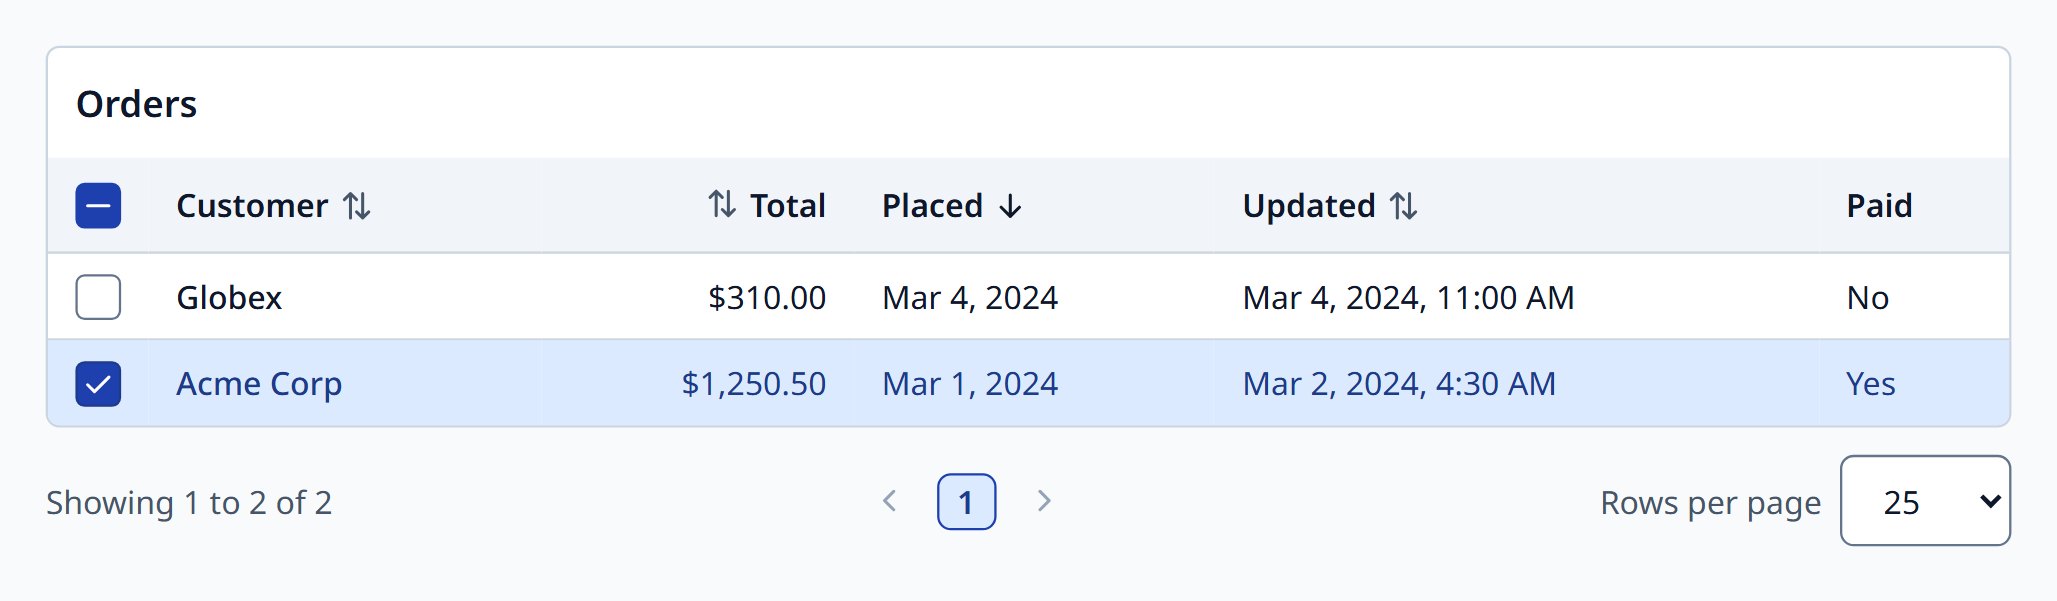 Orders
Customer Total Placed Updated Paid
Globex $310.00 Mar 4, 2024 Mar 4, 2024, 11:00 AM No
Acme Corp $1,250.50 Mar 1, 2024 Mar 2, 2024, 4:30 AM Yes
Showing 1 to 2 of 2 1 Rows per page 25